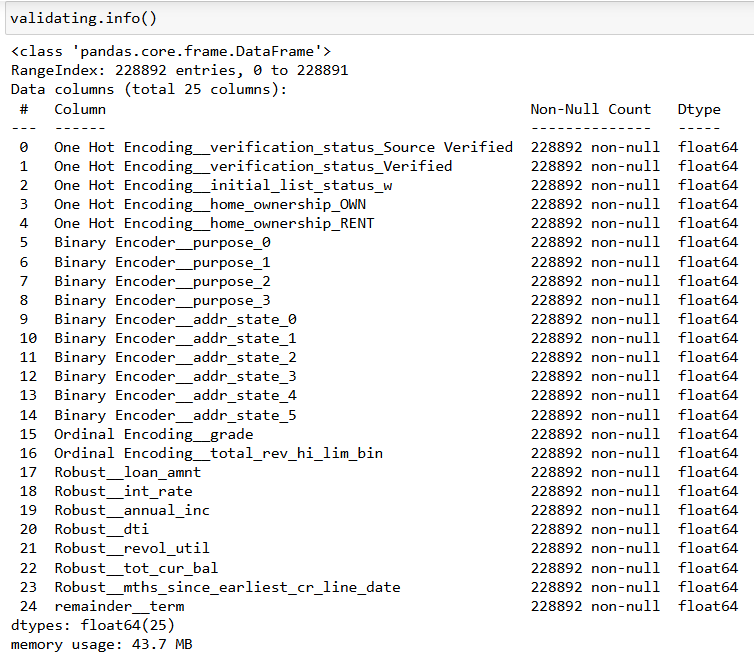 validating.info()
<class 'pandas.core.frame.DataFrame'>
RangeIndex: 228892 entries, 0 to 228891
Data columns (total 25 columns):
 #   Column                                             Non-Null Count   Dtype
---  ------                                             --------------   -----
 0   One Hot Encoding__verification_status_Source Verified  228892 non-null  float64
 1   One Hot Encoding__verification_status_Verified         228892 non-null  float64
 2   One Hot Encoding__initial_list_status_w                228892 non-null  float64
 3   One Hot Encoding__home_ownership_OWN                   228892 non-null  float64
 4   One Hot Encoding__home_ownership_RENT                  228892 non-null  float64
 5   Binary Encoder__purpose_0                              228892 non-null  float64
 6   Binary Encoder__purpose_1                              228892 non-null  float64
 7   Binary Encoder__purpose_2                              228892 non-null  float64
 8   Binary Encoder__purpose_3                              228892 non-null  float64
 9   Binary Encoder__addr_state_0                           228892 non-null  float64
 10  Binary Encoder__addr_state_1                           228892 non-null  float64
 11  Binary Encoder__addr_state_2                           228892 non-null  float64
 12  Binary Encoder__addr_state_3                           228892 non-null  float64
 13  Binary Encoder__addr_state_4                           228892 non-null  float64
 14  Binary Encoder__addr_state_5                           228892 non-null  float64
 15  Ordinal Encoding__grade                                228892 non-null  float64
 16  Ordinal Encoding__total_rev_hi_lim_bin                 228892 non-null  float64
 17  Robust__loan_amnt                                      228892 non-null  float64
 18  Robust__int_rate                                       228892 non-null  float64
 19  Robust__annual_inc                                     228892 non-null  float64
 20  Robust__dti                                            228892 non-null  float64
 21  Robust__revol_util                                     228892 non-null  float64
 22  Robust__tot_cur_bal                                    228892 non-null  float64
 23  Robust__mths_since_earliest_cr_line_date               228892 non-null  float64
 24  remainder__term                                        228892 non-null  float64
dtypes: float64(25)
memory usage: 43.7 MB